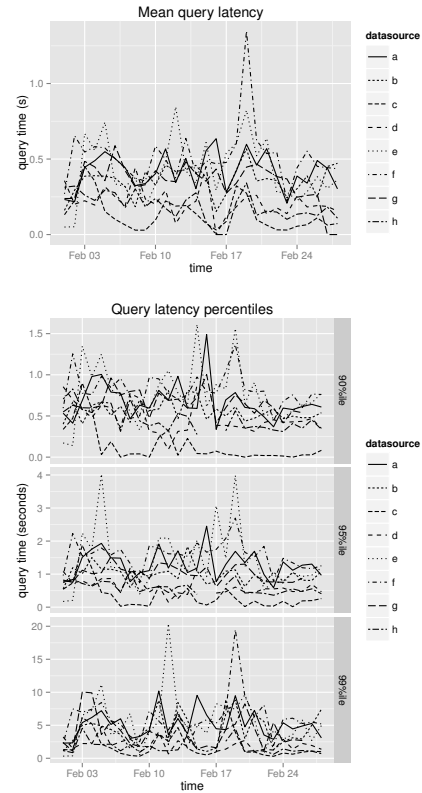 Mean query latency
query time (s)
1.0
0.5
0.0
Feb 03
Feb 10
Feb 17
Feb 24
time
datasource
a
b
c
d
e
f
g
h
Query latency percentiles
query time (seconds)
1.5
1.0
0.5
0.0
90%ile
4
3
2
1
0
95%ile
20
15
10
5
0
99%ile
Feb 03
Feb 10
Feb 17
Feb 24
time
datasource
a
b
c
d
e
f
g
h